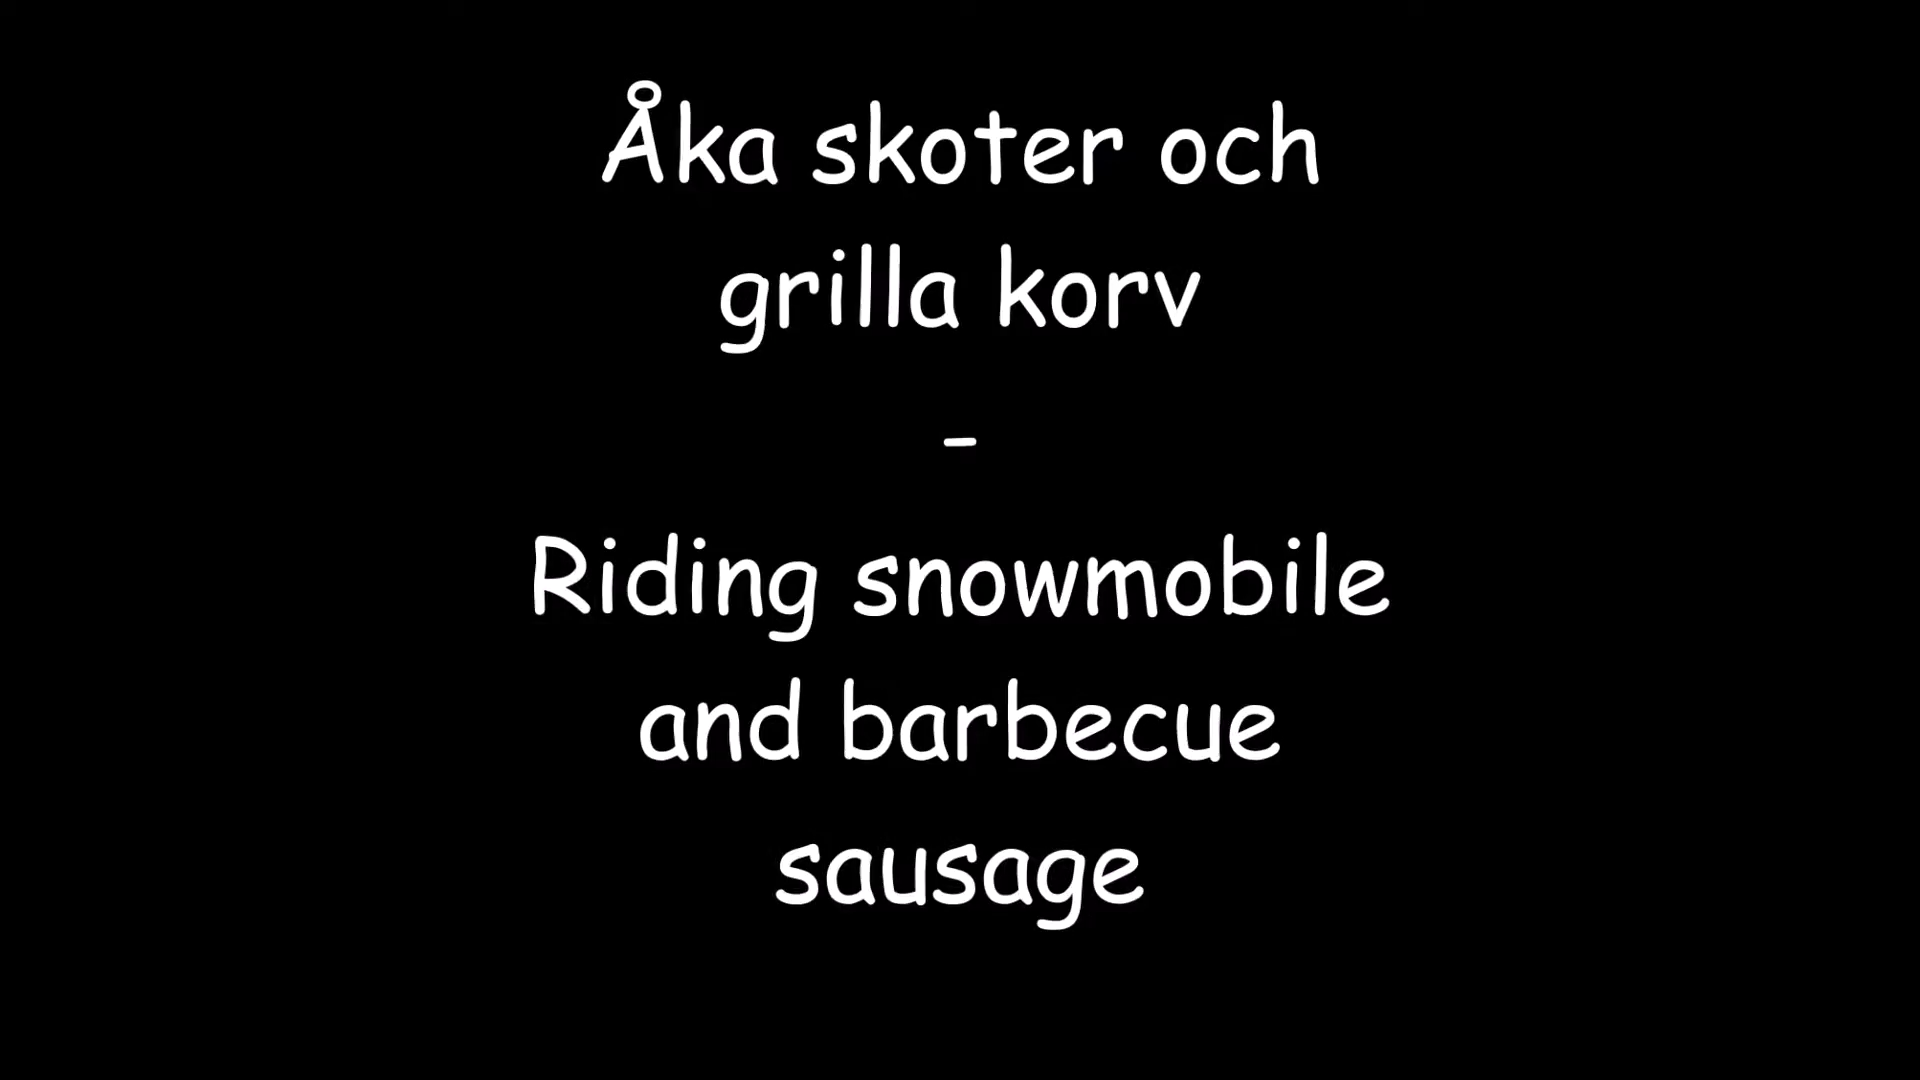 Åka skoter och
grilla korv
-
Riding snowmobile
and barbecue
sausage